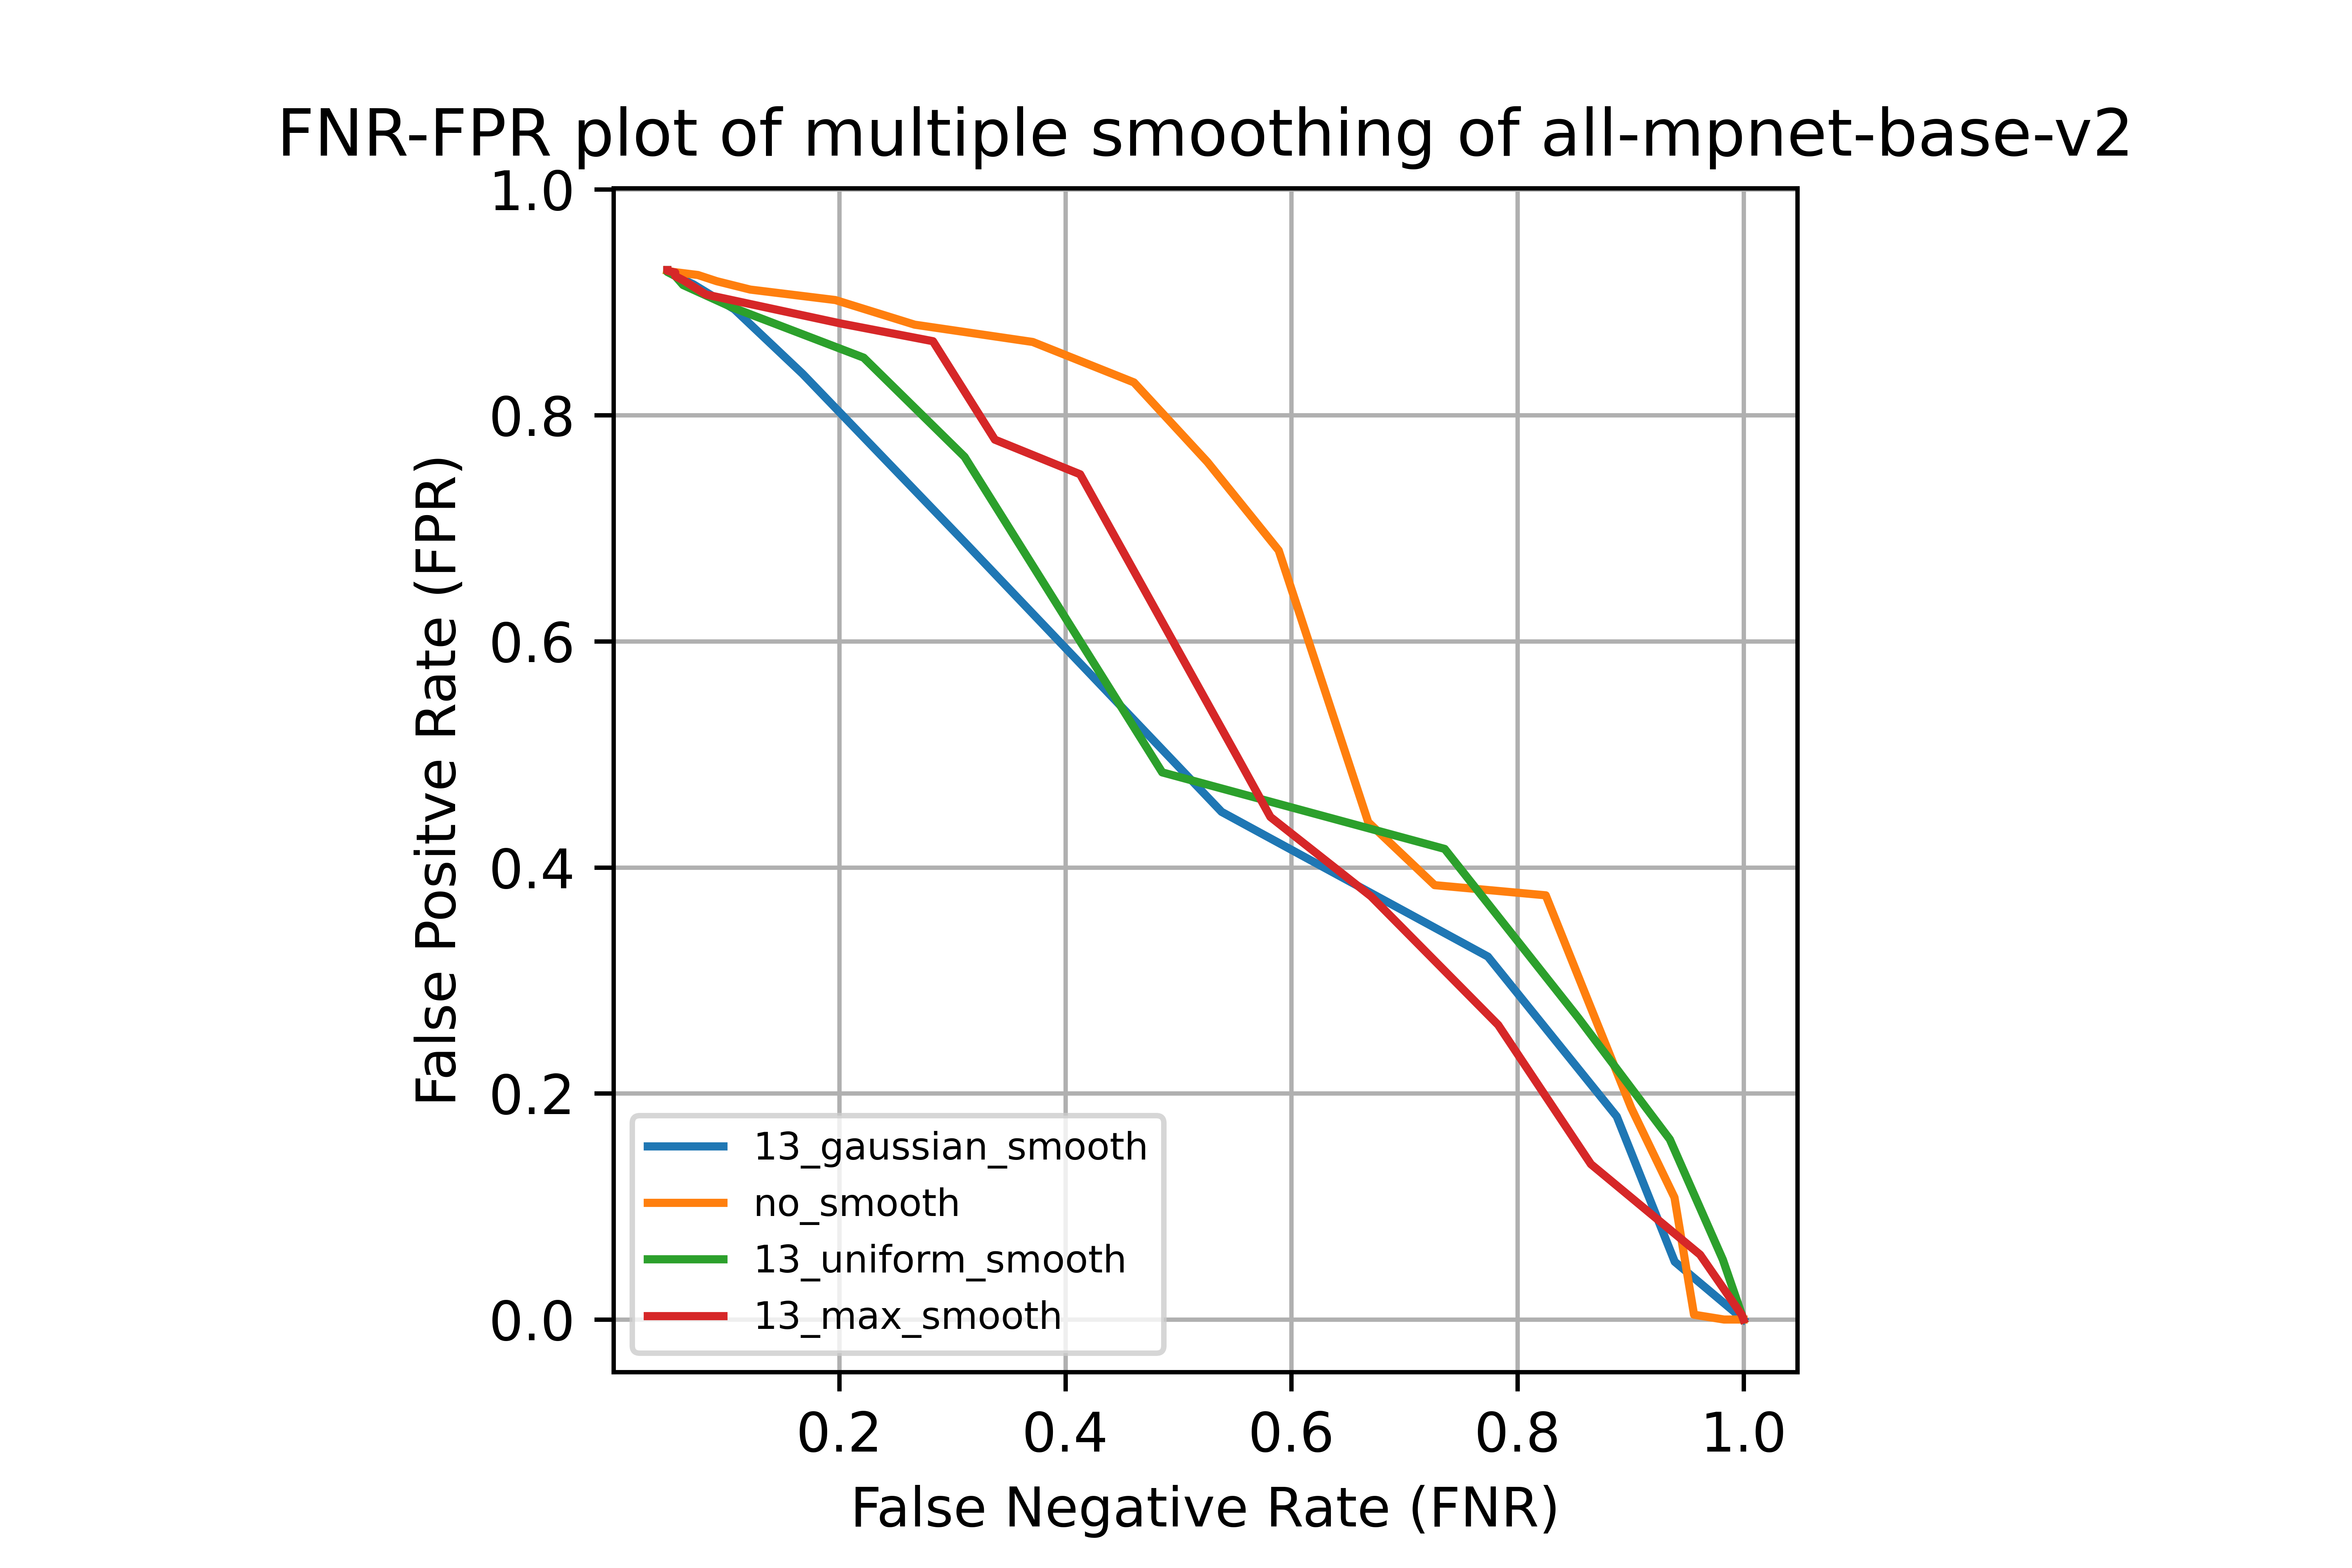 FNR-FPR plot of multiple smoothing of all-mpnet-base-v2
1.0
0.8
0.6
0.4
0.2
0.0
False Positive Rate (FPR)
13_gaussian_smooth
no_smooth
13_uniform_smooth
13_max_smooth
0.2 0.4 0.6 0.8 1.0
False Negative Rate (FNR)